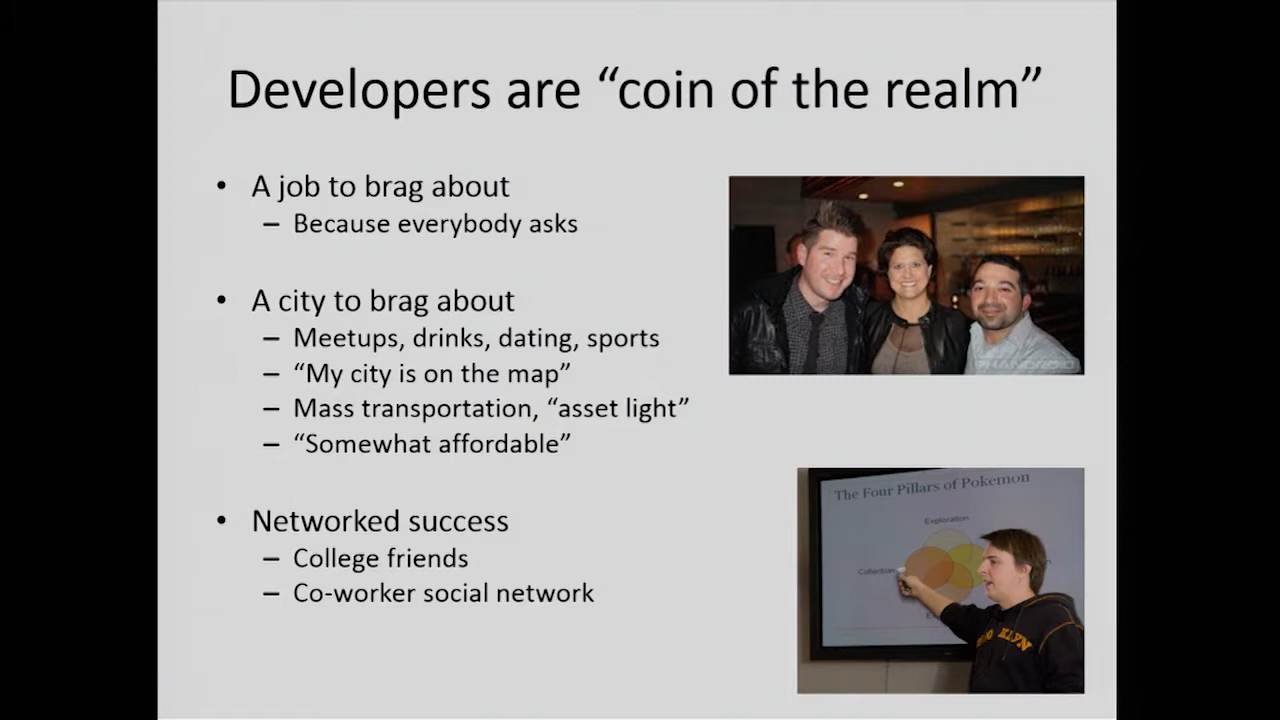 Developers are “coin of the realm”
• A job to brag about
– Because everybody asks
• A city to brag about
– Meetups, drinks, dating, sports
– “My city is on the map”
– Mass transportation, “asset light”
– “Somewhat affordable”
• Networked success
– College friends
– Co-worker social network
PHANDROID
The Four Pillars of Pokemon
Exploration
Collection